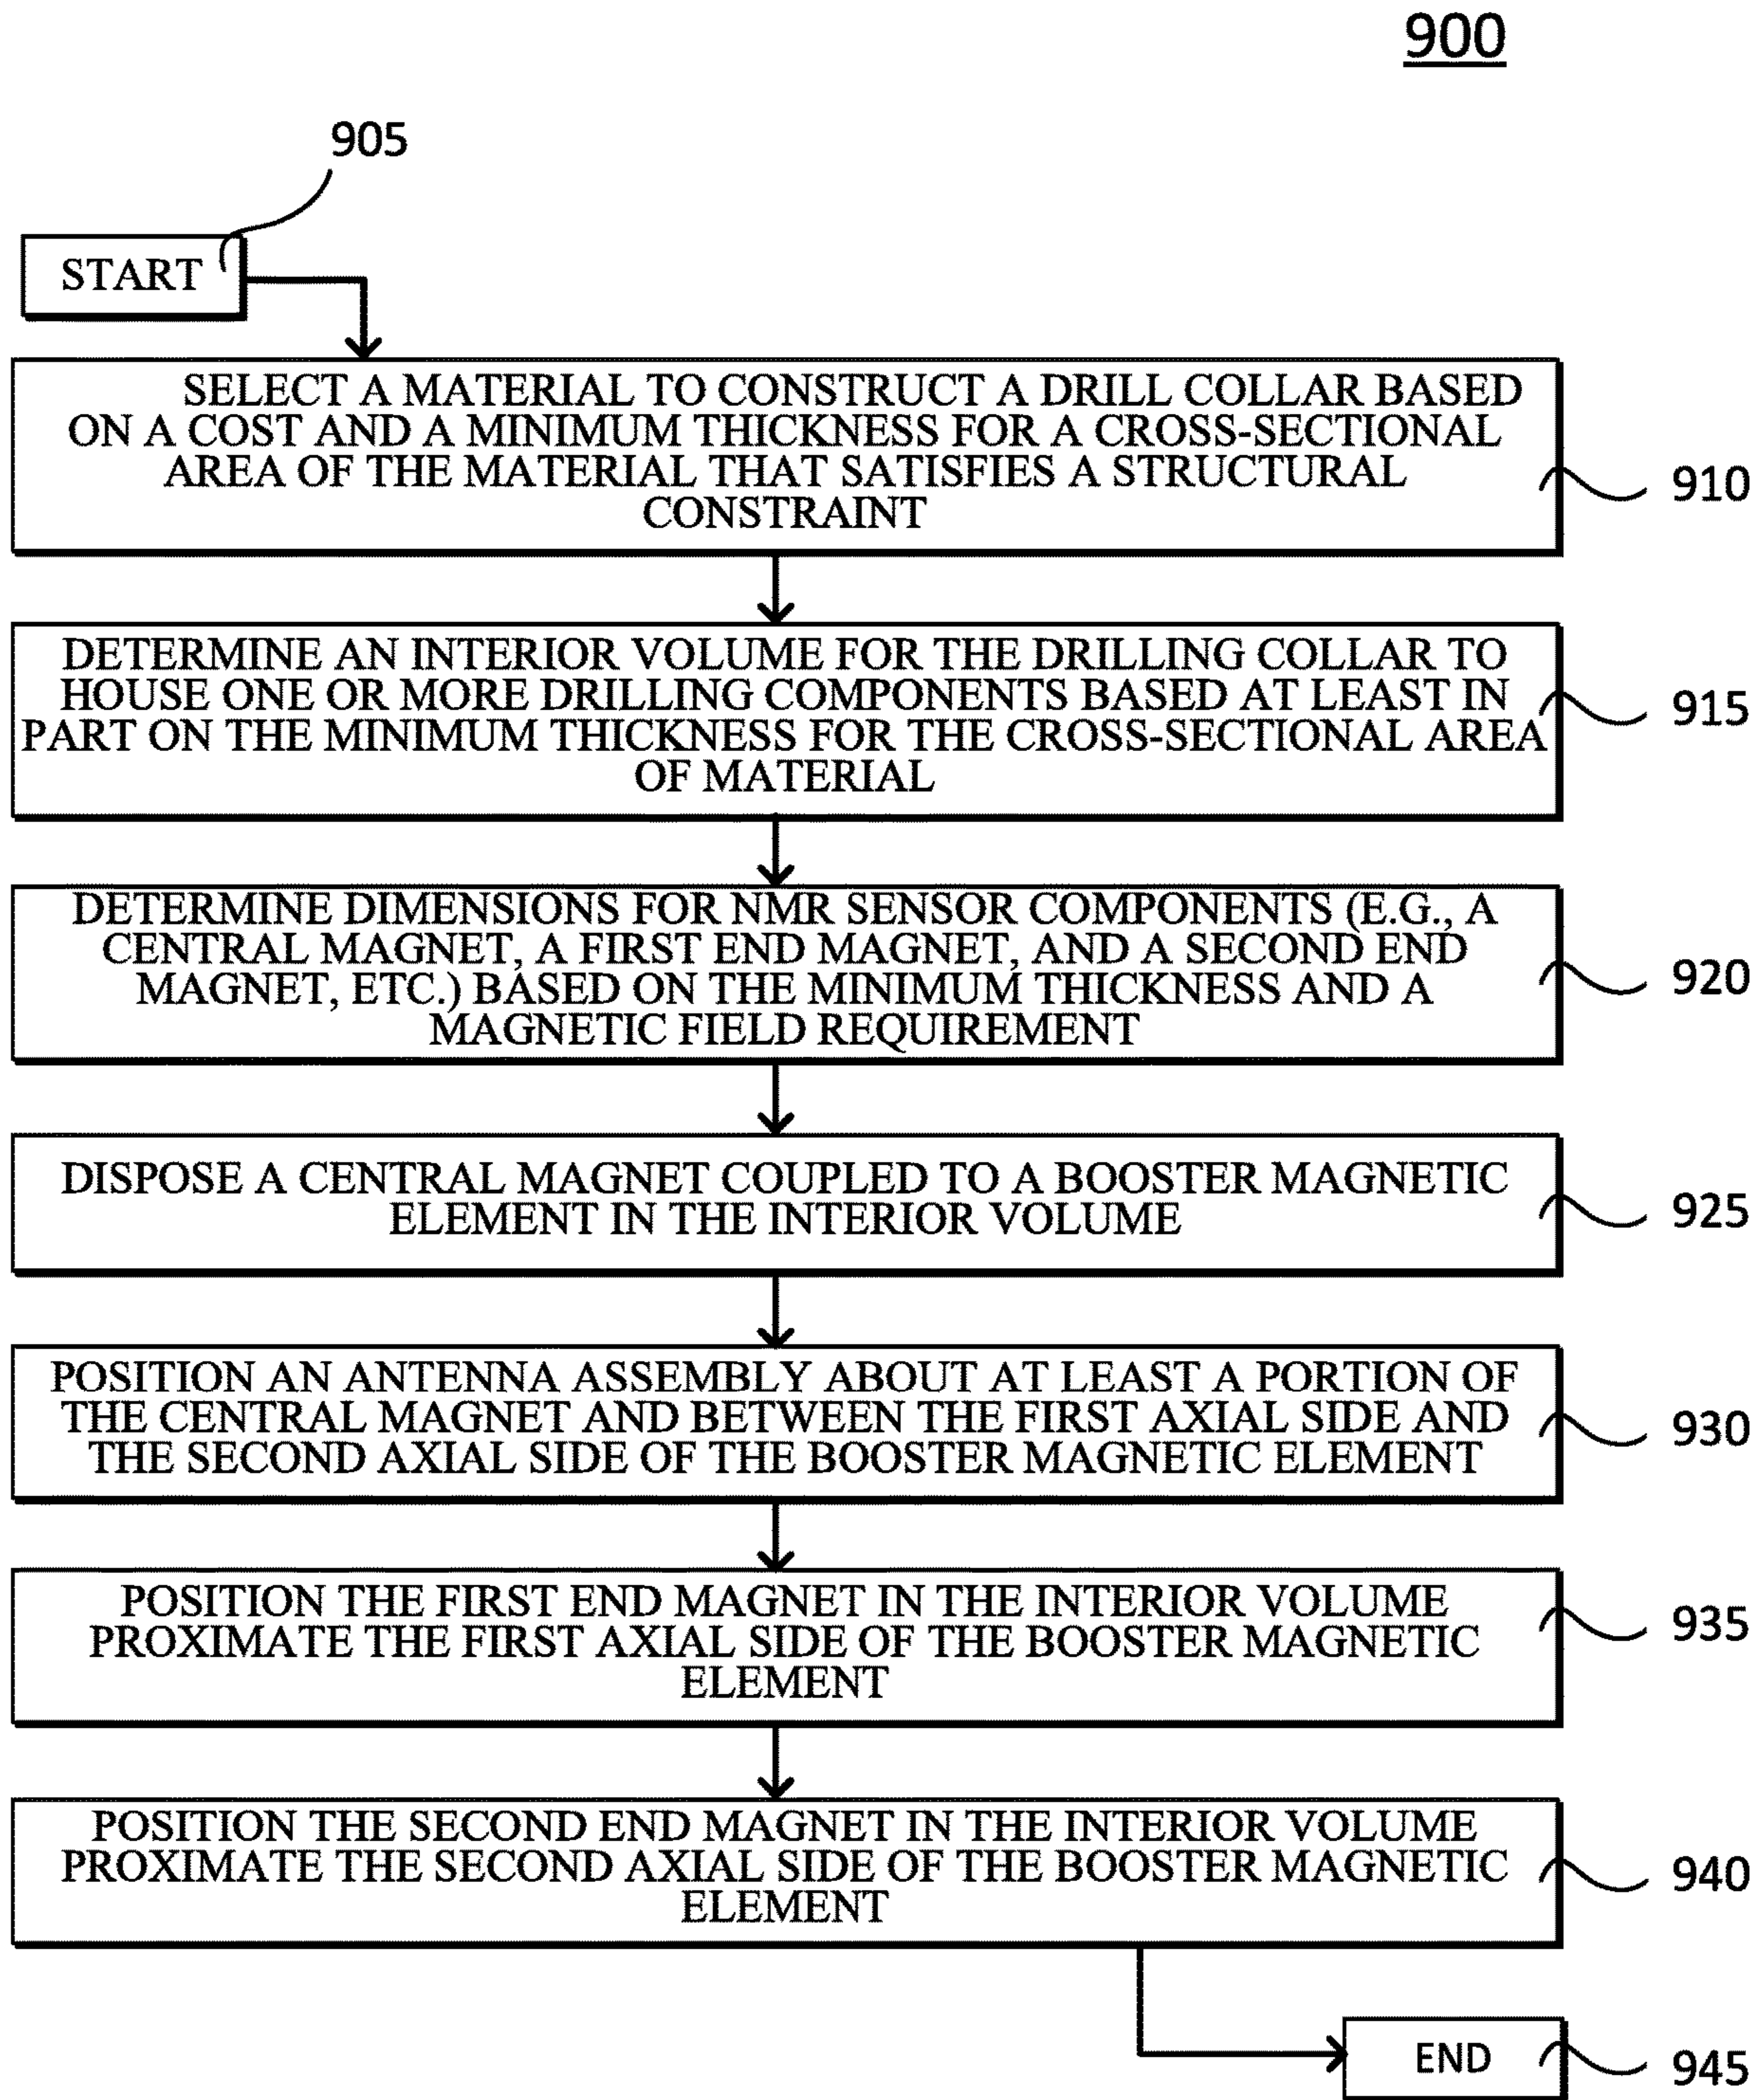 900
905
START
SELECT A MATERIAL TO CONSTRUCT A DRILL COLLAR BASED
ON A COST AND A MINIMUM THICKNESS FOR A CROSS-SECTIONAL
AREA OF THE MATERIAL THAT SATISFIES A STRUCTURAL
CONSTRAINT
910
DETERMINE AN INTERIOR VOLUME FOR THE DRILLING COLLAR TO
HOUSE ONE OR MORE DRILLING COMPONENTS BASED AT LEAST IN
PART ON THE MINIMUM THICKNESS FOR THE CROSS-SECTIONAL AREA
OF MATERIAL
915
DETERMINE DIMENSIONS FOR NMR SENSOR COMPONENTS (E.G., A
CENTRAL MAGNET, A FIRST END MAGNET, AND A SECOND END
MAGNET, ETC.) BASED ON THE MINIMUM THICKNESS AND A
MAGNETIC FIELD REQUIREMENT
920
DISPOSE A CENTRAL MAGNET COUPLED TO A BOOSTER MAGNETIC
ELEMENT IN THE INTERIOR VOLUME
925
POSITION AN ANTENNA ASSEMBLY ABOUT AT LEAST A PORTION OF
THE CENTRAL MAGNET AND BETWEEN THE FIRST AXIAL SIDE AND
THE SECOND AXIAL SIDE OF THE BOOSTER MAGNETIC ELEMENT
930
POSITION THE FIRST END MAGNET IN THE INTERIOR VOLUME
PROXIMATE THE FIRST AXIAL SIDE OF THE BOOSTER MAGNETIC
ELEMENT
935
POSITION THE SECOND END MAGNET IN THE INTERIOR VOLUME
PROXIMATE THE SECOND AXIAL SIDE OF THE BOOSTER MAGNETIC
ELEMENT
940
END
945